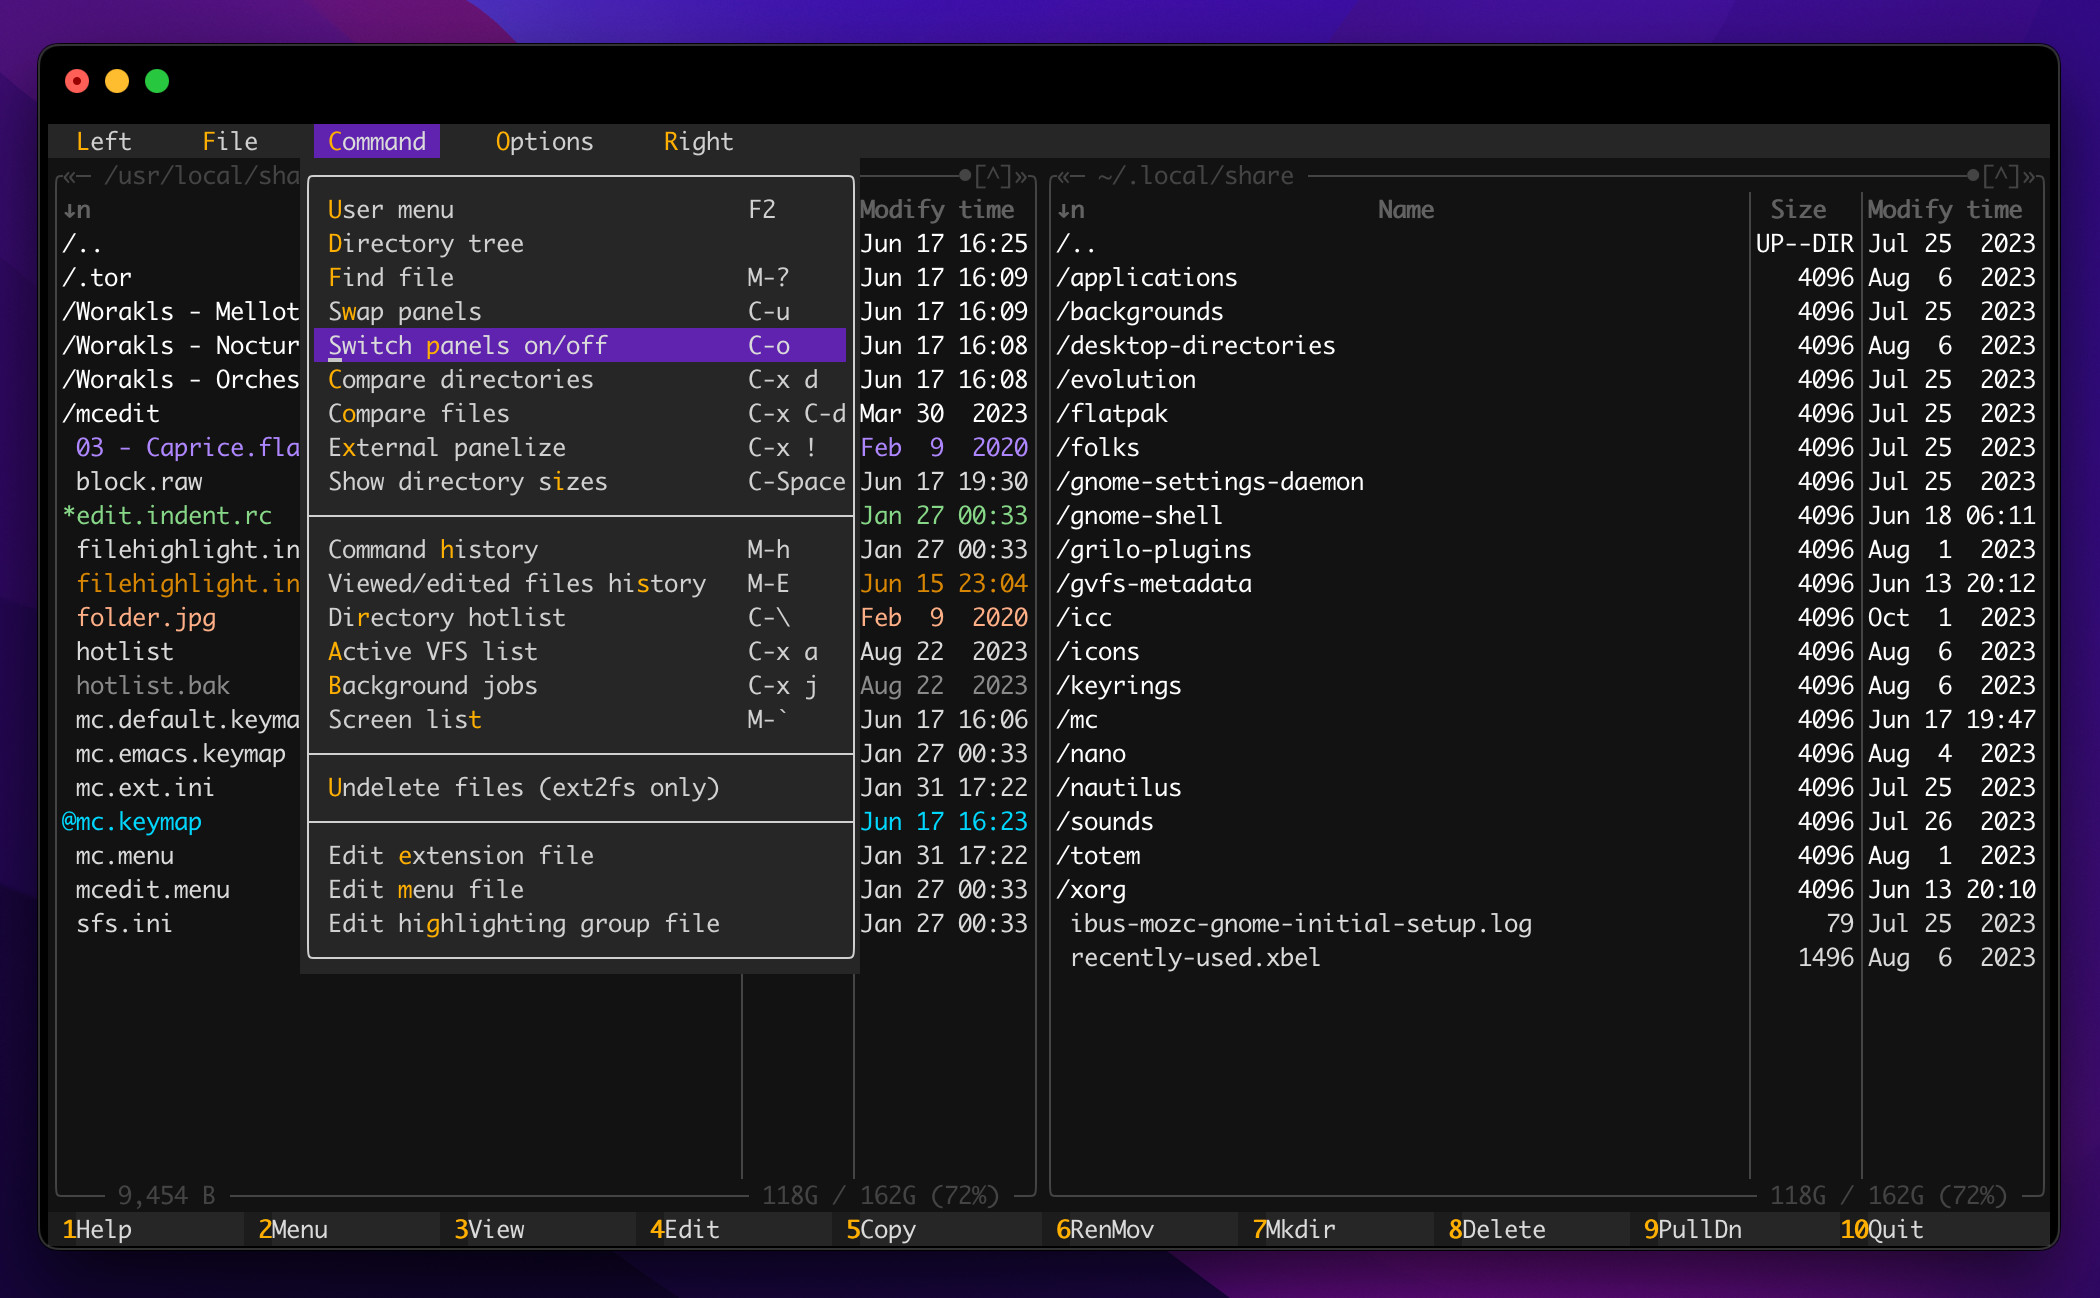 Left File Command Options Right
«─ /usr/local/sha
↓n
/..
/.tor
/Worakls - Mellot
/Worakls - Noctur
/Worakls - Orches
/mcedit
03 - Caprice.fla
block.raw
*edit.indent.rc
filehighlight.in
filehighlight.in
folder.jpg
hotlist
hotlist.bak
mc.default.keyma
mc.emacs.keymap
mc.ext.ini
@mc.keymap
mc.menu
mcedit.menu
sfs.ini
9,454 B
User menu F2
Directory tree
Find file M-?
Swap panels C-u
Switch panels on/off C-o
Compare directories C-x d
Compare files C-x C-d
External panelize C-x !
Show directory sizes C-Space
Command history M-h
Viewed/edited files history M-E
Directory hotlist C-\
Active VFS list C-x a
Background jobs C-x j
Screen list M-`
Undelete files (ext2fs only)
Edit extension file
Edit menu file
Edit highlighting group file
●[^]»
Modify time
Jun 17 16:25
Jun 17 16:09
Jun 17 16:09
Jun 17 16:08
Jun 17 16:08
Mar 30 2023
Feb 9 2020
Jun 17 19:30
Jan 27 00:33
Jan 27 00:33
Jun 15 23:04
Feb 9 2020
Aug 22 2023
Aug 22 2023
Jun 17 16:06
Jan 27 00:33
Jan 31 17:22
Jun 17 16:23
Jan 31 17:22
Jan 27 00:33
Jan 27 00:33
118G / 162G (72%)
«─ ~/.local/share ●[^]»
↓n Name Size Modify time
/.. UP--DIR Jul 25 2023
/applications 4096 Aug 6 2023
/backgrounds 4096 Jul 25 2023
/desktop-directories 4096 Aug 6 2023
/evolution 4096 Jul 25 2023
/flatpak 4096 Jul 25 2023
/folks 4096 Jul 25 2023
/gnome-settings-daemon 4096 Jul 25 2023
/gnome-shell 4096 Jun 18 06:11
/grilo-plugins 4096 Aug 1 2023
/gvfs-metadata 4096 Jun 13 20:12
/icc 4096 Oct 1 2023
/icons 4096 Aug 6 2023
/keyrings 4096 Aug 6 2023
/mc 4096 Jun 17 19:47
/nano 4096 Aug 4 2023
/nautilus 4096 Jul 25 2023
/sounds 4096 Jul 26 2023
/totem 4096 Aug 1 2023
/xorg 4096 Jun 13 20:10
ibus-mozc-gnome-initial-setup.log 79 Jul 25 2023
recently-used.xbel 1496 Aug 6 2023
118G / 162G (72%)
1Help 2Menu 3View 4Edit 5Copy 6RenMov 7Mkdir 8Delete 9PullDn 10Quit